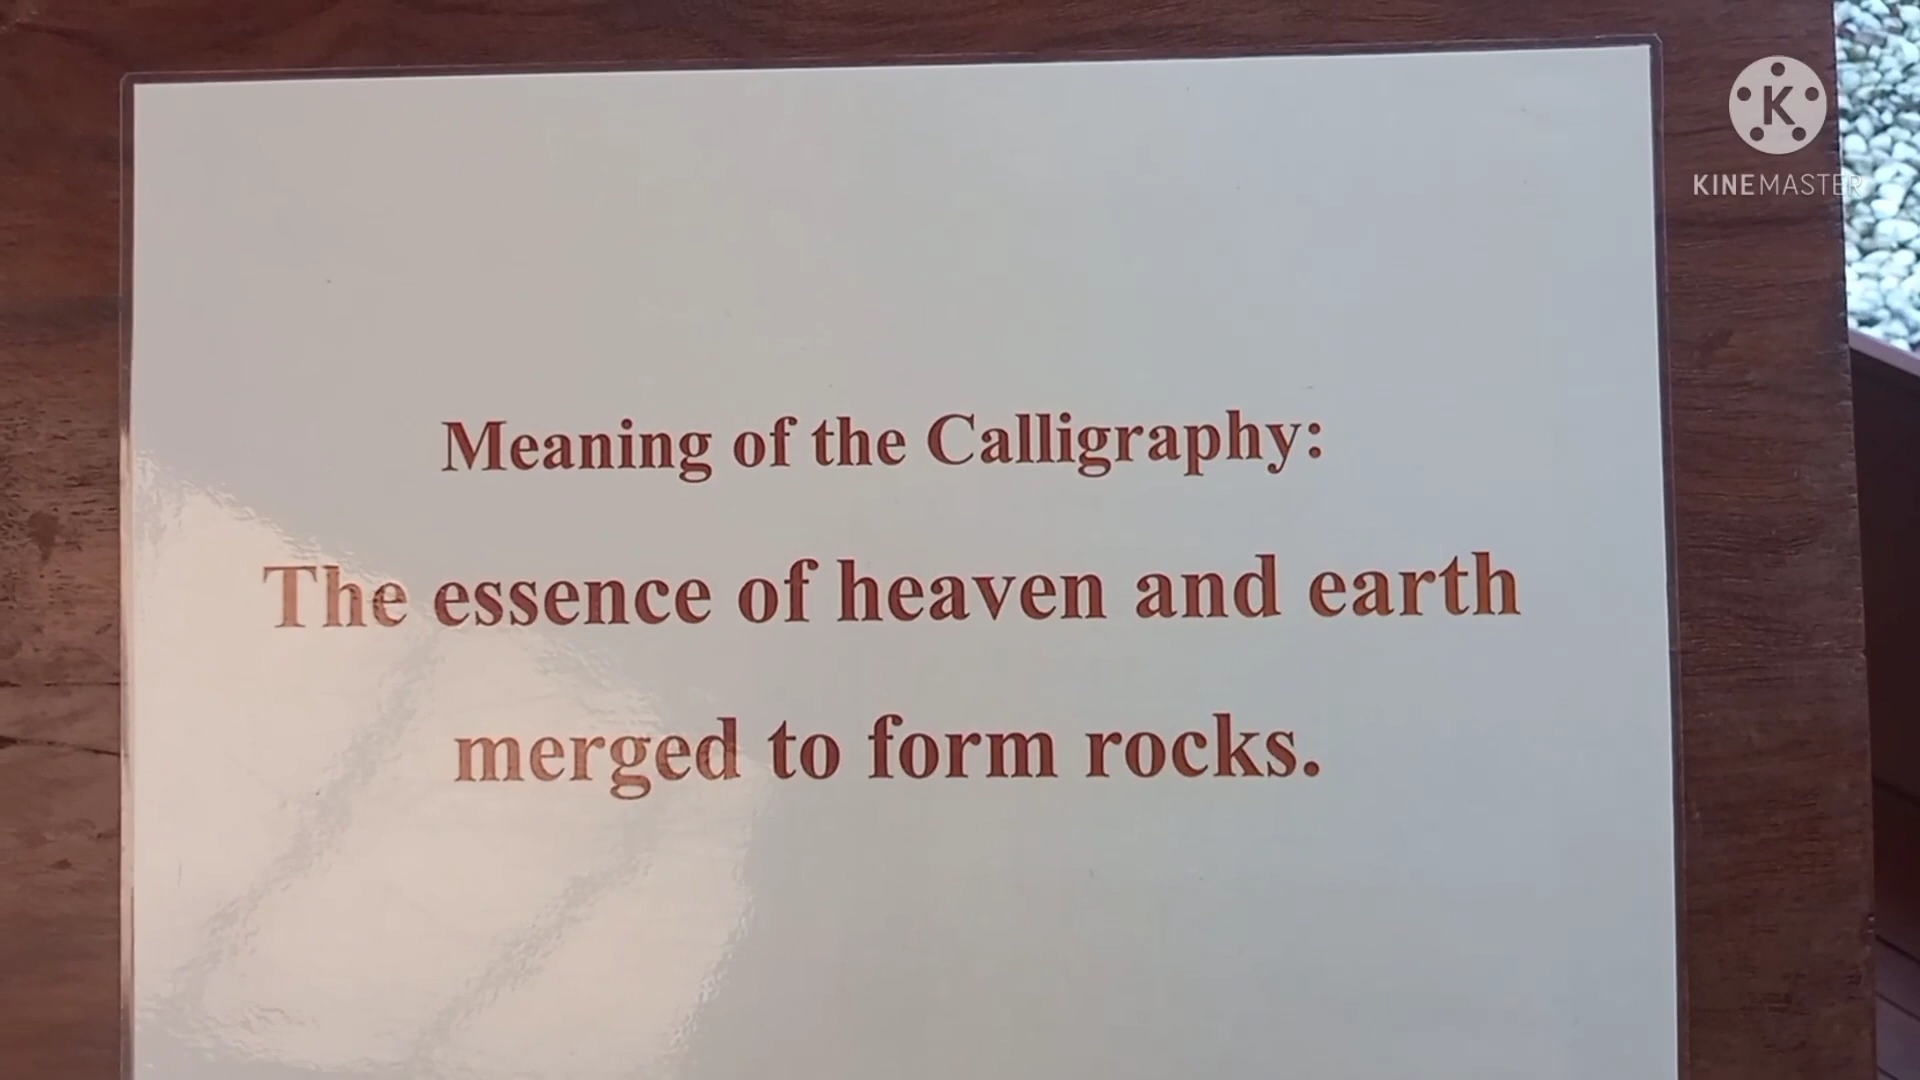 KINEMASTER
Meaning of the Calligraphy:
The essence of heaven and earth
merged to form rocks.